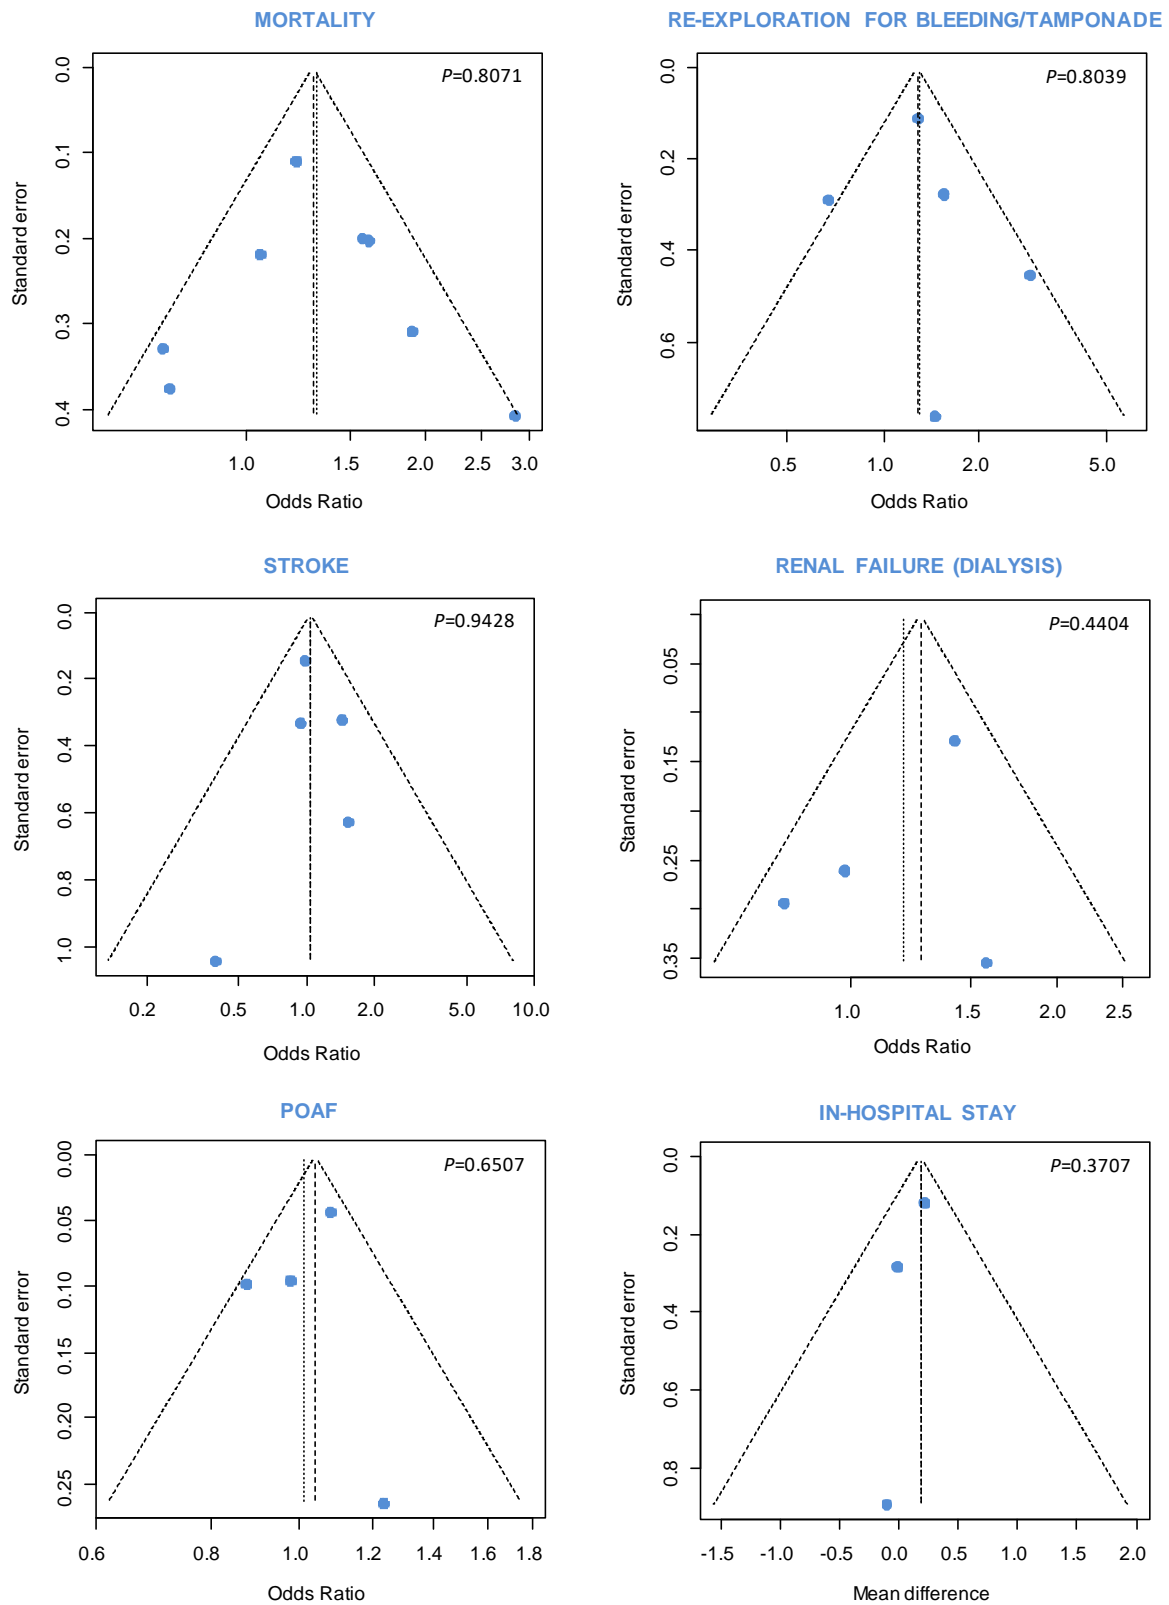 MORTALITY
P=0.8071
0.0
0.1
0.2
0.3
0.4
Standard error
1.0 1.5 2.0 2.5 3.0
Odds Ratio
RE-EXPLORATION FOR BLEEDING/TAMPONADE
P=0.8039
0.0
0.2
0.4
0.6
Standard error
0.5 1.0 2.0 5.0
Odds Ratio
STROKE
P=0.9428
0.0
0.2
0.4
0.6
0.8
1.0
Standard error
0.2 0.5 1.0 2.0 5.0 10.0
Odds Ratio
RENAL FAILURE (DIALYSIS)
P=0.4404
0.05
0.15
0.25
0.35
Standard error
1.0 1.5 2.0 2.5
Odds Ratio
POAF
P=0.6507
0.00
0.05
0.10
0.15
0.20
0.25
Standard error
0.6 0.8 1.0 1.2 1.4 1.6 1.8
Odds Ratio
IN-HOSPITAL STAY
P=0.3707
0.0
0.2
0.4
0.6
0.8
Standard error
-1.5 -1.0 -0.5 0.0 0.5 1.0 1.5 2.0
Mean difference